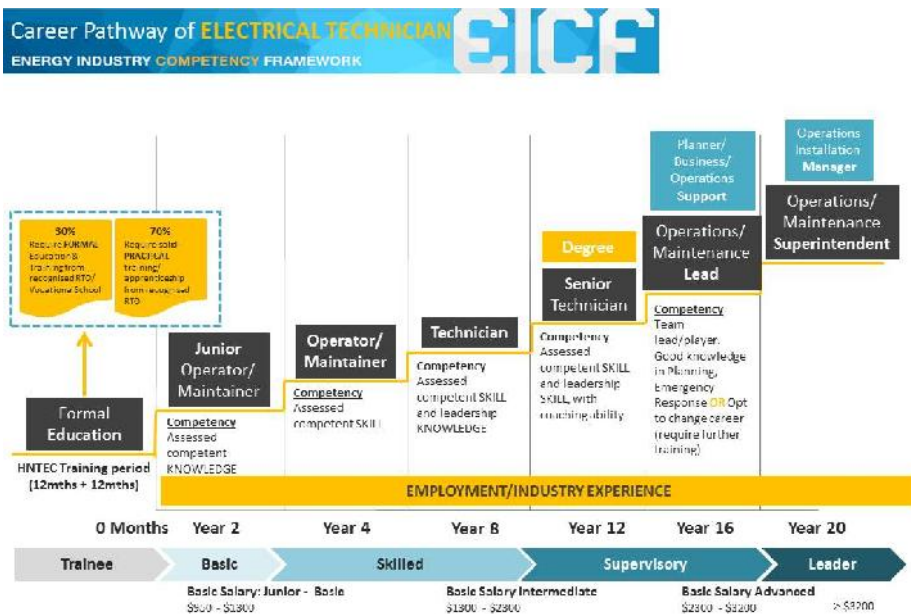 Career Pathway of ELECTRICAL TECHNICIAN
EICF
ENERGY INDUSTRY COMPETENCY FRAMEWORK
30%
Require FORMAL
Education &
Training from
recognised RTO/
Vocational School
70%
Require solid
PRACTICAL
training/
apprenticeship
from recognised
RTO
Formal
Education
HNTEC Training period
(12mths + 12mths)
Junior
Operator/
Maintainer
Competency
Assessed
competent
KNOWLEDGE
Operator/
Maintainer
Competency
Assessed
competent SKILL
Technician
Competency
Assessed
competent SKILL
and leadership
KNOWLEDGE
Degree
Senior
Technician
Competency
Assessed
competent SKILL
and leadership
SKILL, with
coaching ability
Planner/
Business/
Operations
Support
Operations/
Maintenance
Lead
Competency
Team
lead/player.
Good knowledge
in Planning,
Emergency
Response OR Opt
to change career
(require further
training)
Operations
Installation
Manager
Operations/
Maintenance
Superintendent
EMPLOYMENT/INDUSTRY EXPERIENCE
0 Months Year 2 Year 4 Year 8 Year 12 Year 16 Year 20
Trainee Basic Skilled Supervisory Leader
Basic Salary: Junior - Basic Basic Salary Intermediate Basic Salary Advanced
$950 - $1300 $1300 - $2300 $2300 - $3200 > $3200